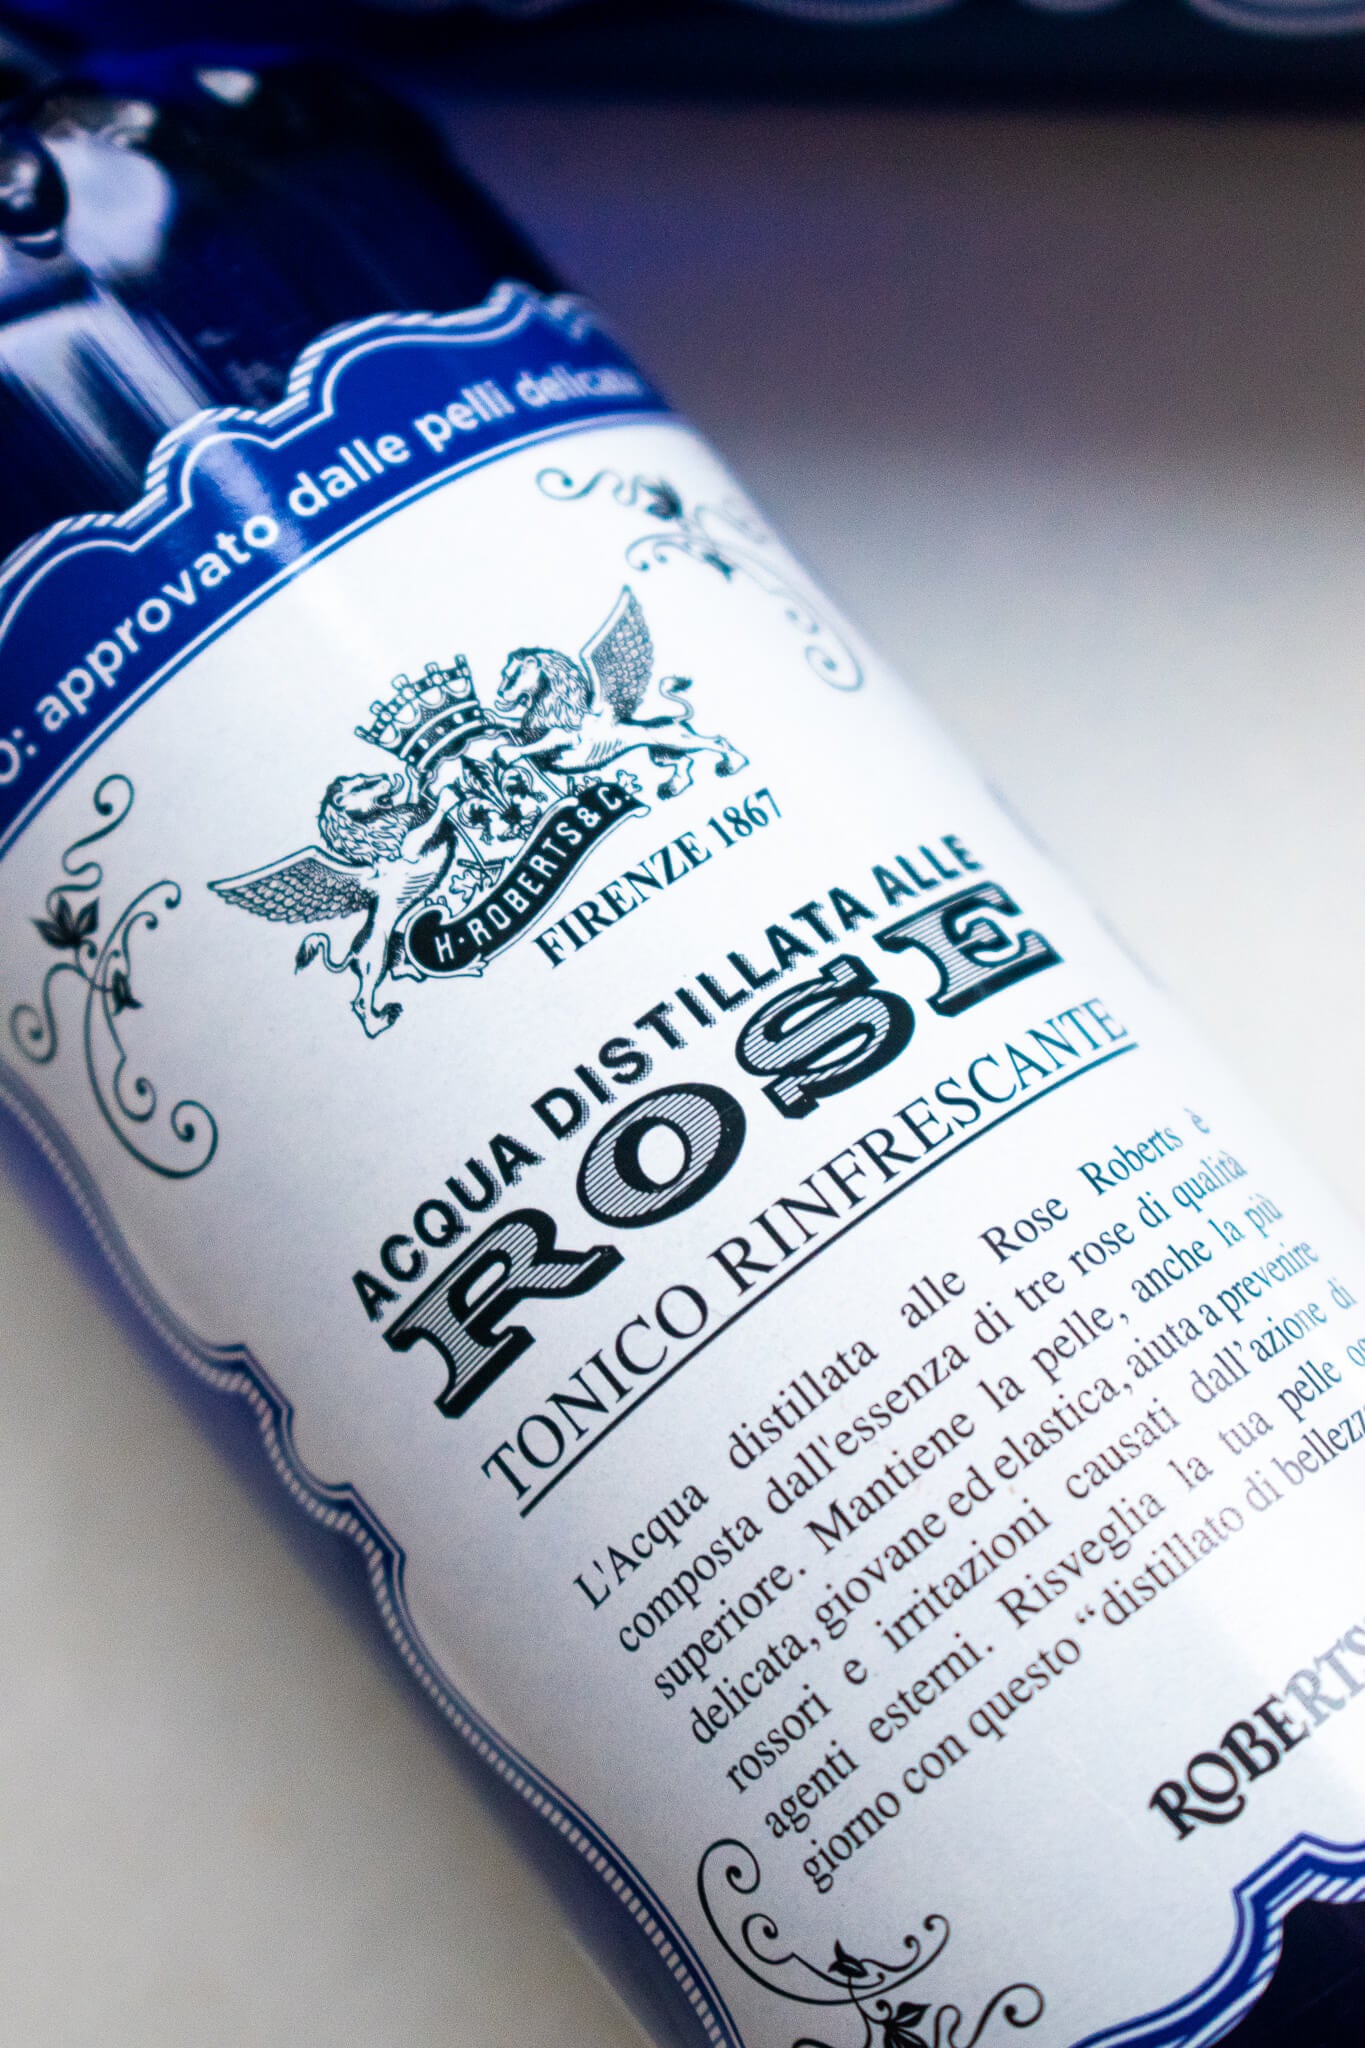 O: approvato dalle pelli delicate
H·ROBERTS & C.
FIRENZE 1867
ACQUA DISTILLATA ALLE
ROSE
TONICO RINFRESCANTE
L'Acqua distillata alle Rose Roberts è
composta dall'essenza di tre rose di qualità
superiore. Mantiene la pelle, anche la più
delicata, giovane ed elastica, aiuta a prevenire
rossori e irritazioni causati dall'azione di
agenti esterni. Risveglia la tua pelle
giorno con questo “distillato di bellezza
ROBERTS